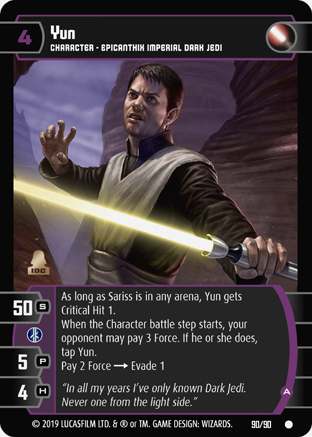 4
Yun
CHARACTER - EPICANTHIX IMPERIAL DARK JEDI
IDC
50 S
5 P
4 H
As long as Sariss is in any arena, Yun gets
Critical Hit 1.
When the Character battle step starts, your
opponent may pay 3 Force. If he or she does,
tap Yun.
Pay 2 Force → Evade 1
"In all my years I've only known Dark Jedi.
Never one from the light side."
A
© 2019 LUCASFILM LTD. & ® or TM. GAME DESIGN: WIZARDS.
90/90